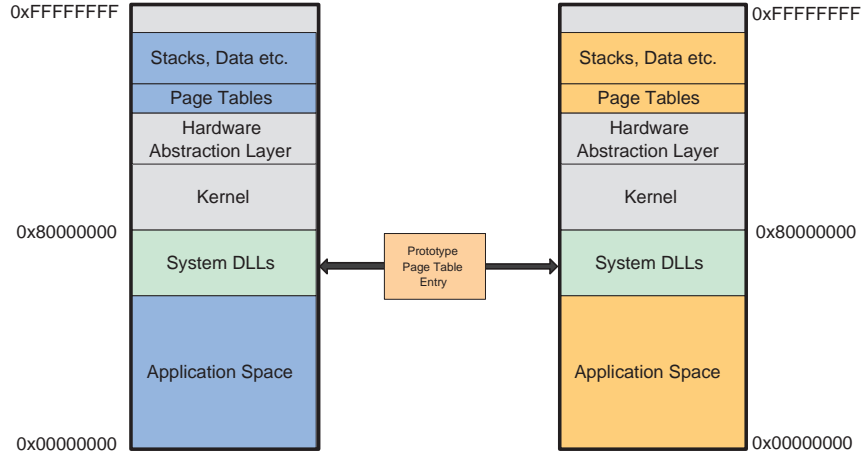 0xFFFFFFFF
Stacks, Data etc.
Page Tables
Hardware
Abstraction Layer
Kernel
0x80000000
System DLLs
Application Space
0x00000000
Prototype
Page Table
Entry
0xFFFFFFFF
Stacks, Data etc.
Page Tables
Hardware
Abstraction Layer
Kernel
0x80000000
System DLLs
Application Space
0x00000000